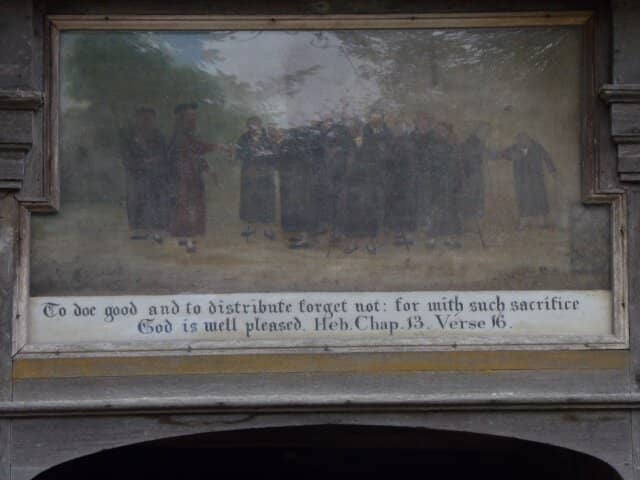 To doe good and to distribute forget not: for with such sacrifice
God is well pleased. Heb. Chap. 13. Verse 16.